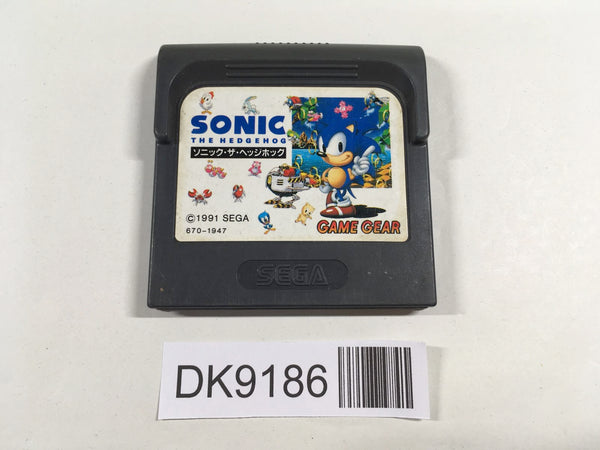 SONIC
THE HEDGEHOG
ソニック・ザ・ヘッジホッグ
©1991 SEGA
670-1947
GAME GEAR
SEGA
DK9186